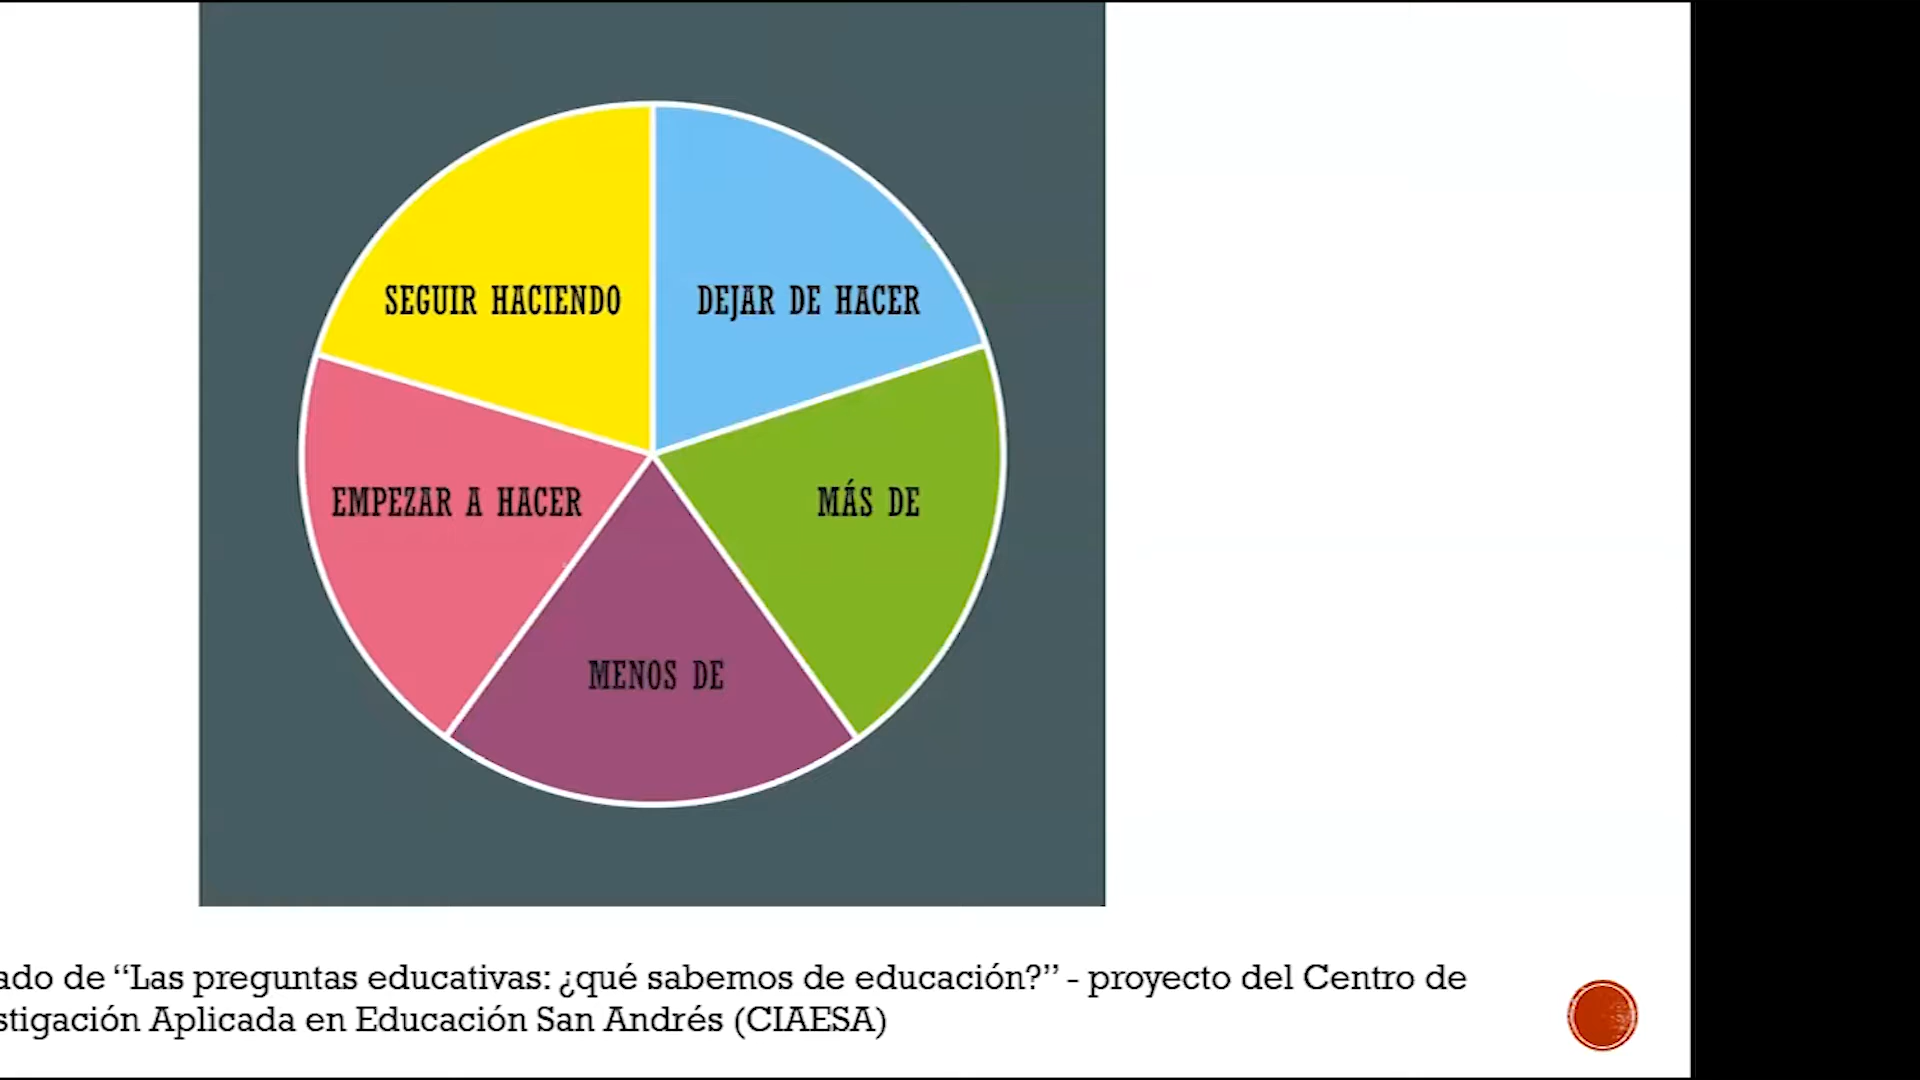 SEGUIR HACIENDO
DEJAR DE HACER
EMPEZAR A HACER
MÁS DE
MENOS DE
ado de “Las preguntas educativas: ¿qué sabemos de educación?” - proyecto del Centro de
stigación Aplicada en Educación San Andrés (CIAESA)